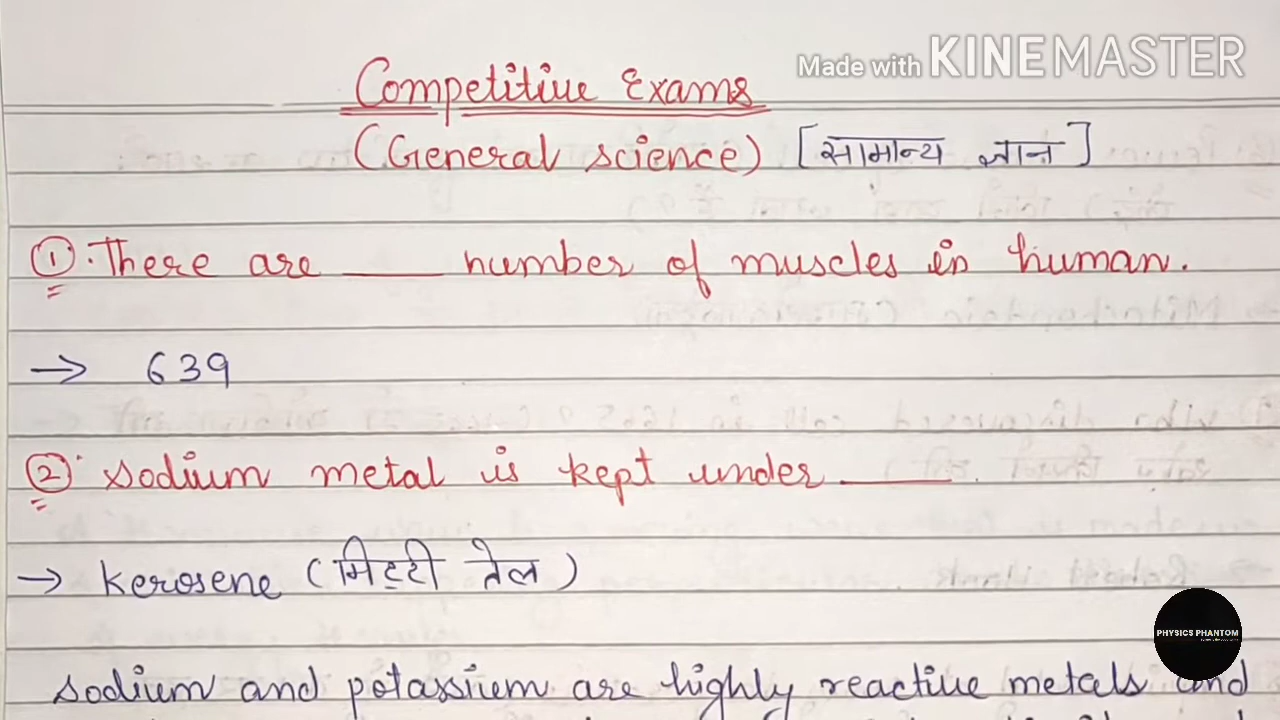 Made with KINEMASTER
Competitive Exams
(General science) [सामान्य ज्ञान]
① There are ____ number of muscles in human.
→ 639
② Sodium metal is kept under ____.
→ Kerosene (मिट्टी तेल)
PHYSICS PHANTOM
Sodium and potassium are highly reactive metals and